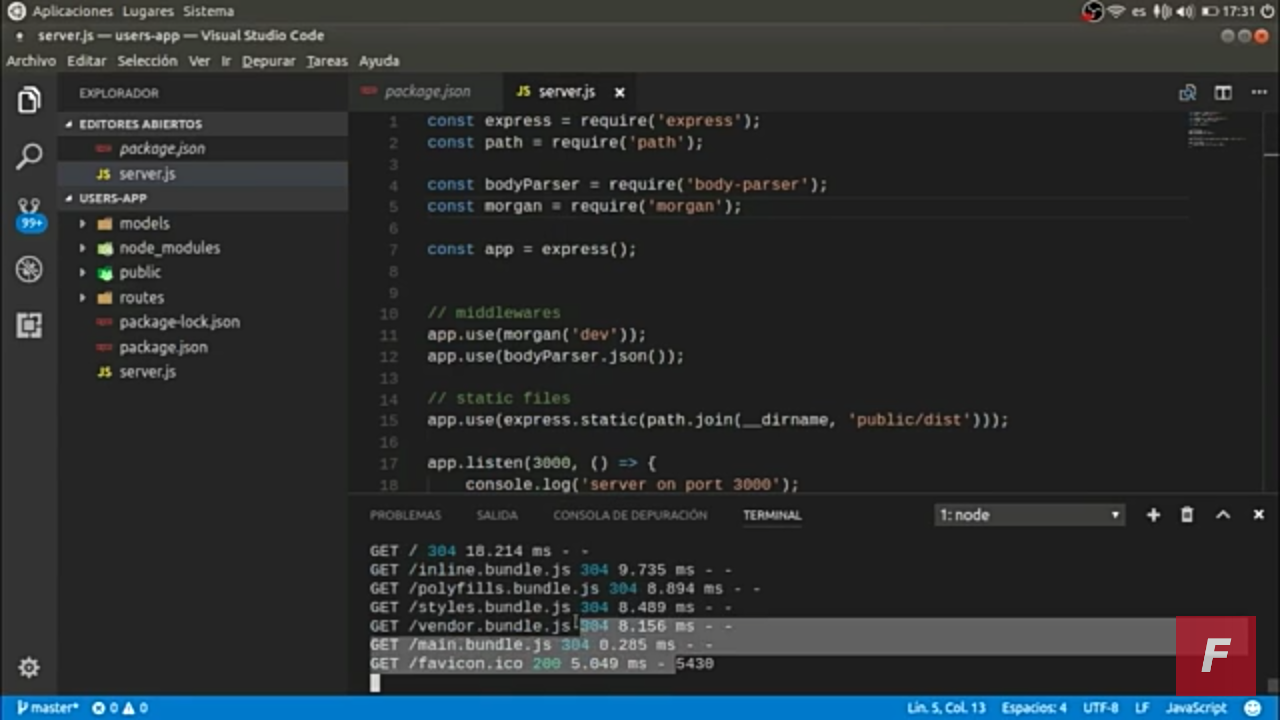 Aplicaciones Lugares Sistema es 17:31
server.js — users-app — Visual Studio Code
Archivo Editar Selección Ver Ir Depurar Tareas Ayuda
EXPLORADOR
EDITORES ABIERTOS
package.json
JS server.js
99+
USERS-APP
models
node_modules
public
routes
package-lock.json
package.json
JS server.js
package.json JS server.js
1 const express = require('express');
2 const path = require('path');
3
4 const bodyParser = require('body-parser');
5 const morgan = require('morgan');
6
7 const app = express();
8
9
10 // middlewares
11 app.use(morgan('dev'));
12 app.use(bodyParser.json());
13
14 // static files
15 app.use(express.static(path.join(__dirname, 'public/dist')));
16
17 app.listen(3000, () => {
18 console.log('server on port 3000');
PROBLEMAS SALIDA CONSOLA DE DEPURACIÓN TERMINAL 1: node
GET / 304 18.214 ms - -
GET /inline.bundle.js 304 9.735 ms - -
GET /polyfills.bundle.js 304 8.894 ms - -
GET /styles.bundle.js 304 8.489 ms - -
GET /vendor.bundle.js 304 8.156 ms - -
GET /main.bundle.js 304 0.285 ms - -
GET /favicon.ico 200 5.049 ms - 5430
F
master* 0 0 Lín. 5, Col. 13 Espacios: 4 UTF-8 LF JavaScript